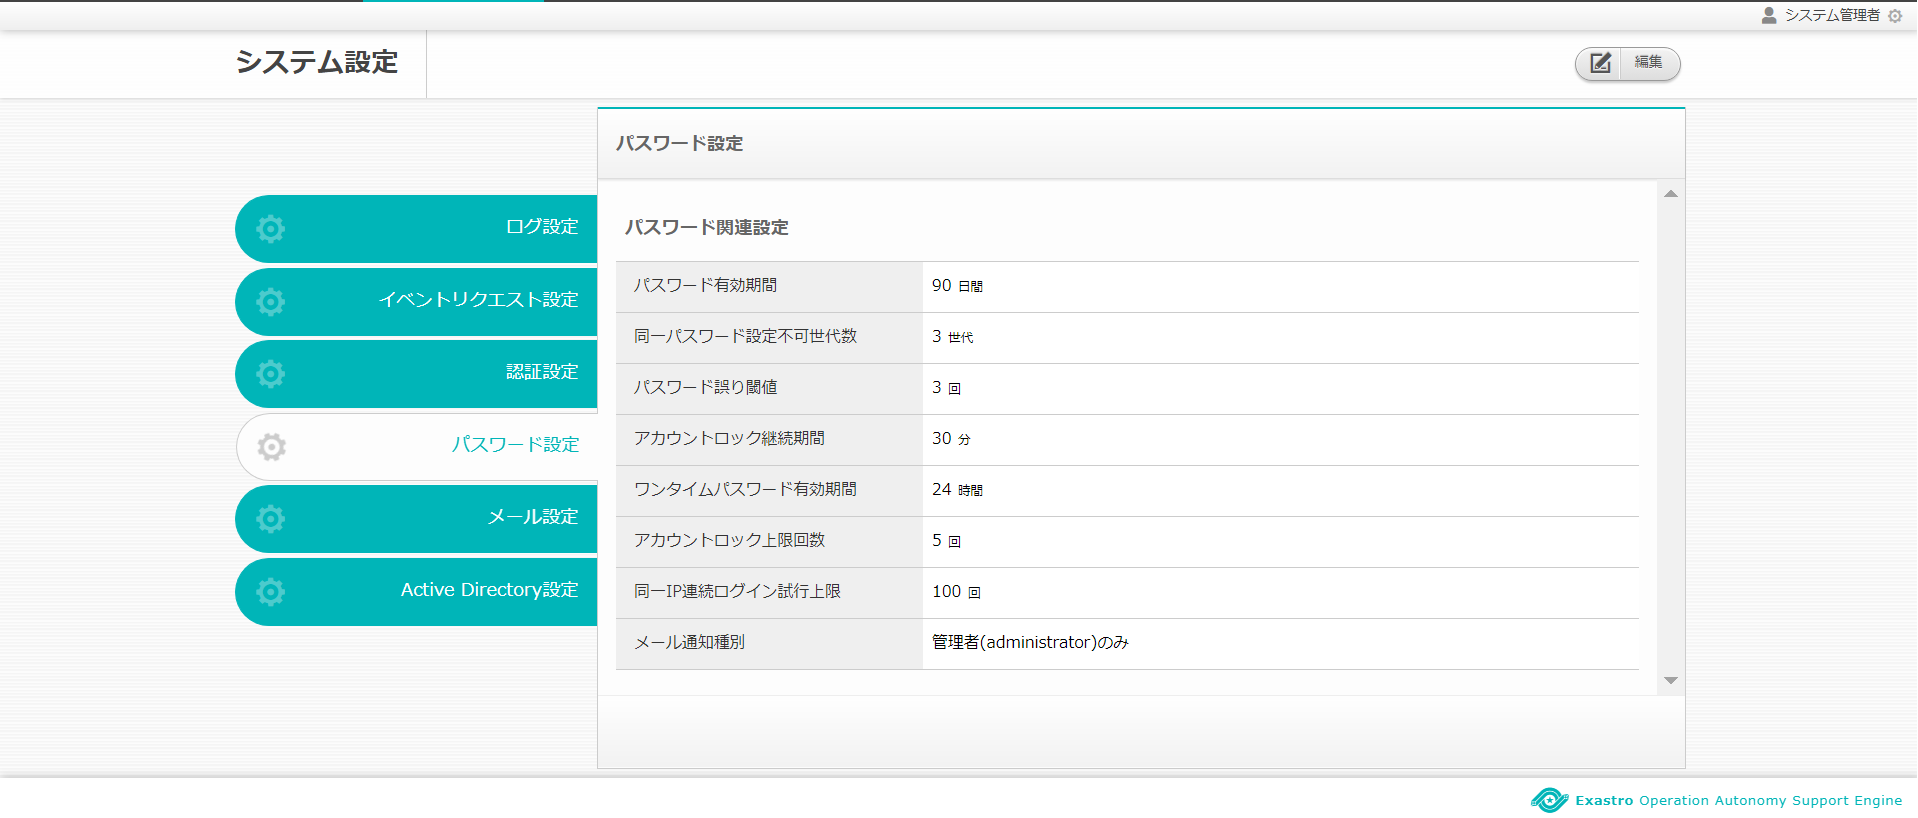 システム管理者
システム設定
編集
パスワード設定
ログ設定
イベントリクエスト設定
認証設定
パスワード設定
メール設定
Active Directory設定
パスワード関連設定
パスワード有効期間 90 日間
同一パスワード設定不可世代数 3 世代
パスワード誤り閾値 3 回
アカウントロック継続期間 30 分
ワンタイムパスワード有効期間 24 時間
アカウントロック上限回数 5 回
同一IP連続ログイン試行上限 100 回
メール通知種別 管理者(administrator)のみ
Exastro Operation Autonomy Support Engine